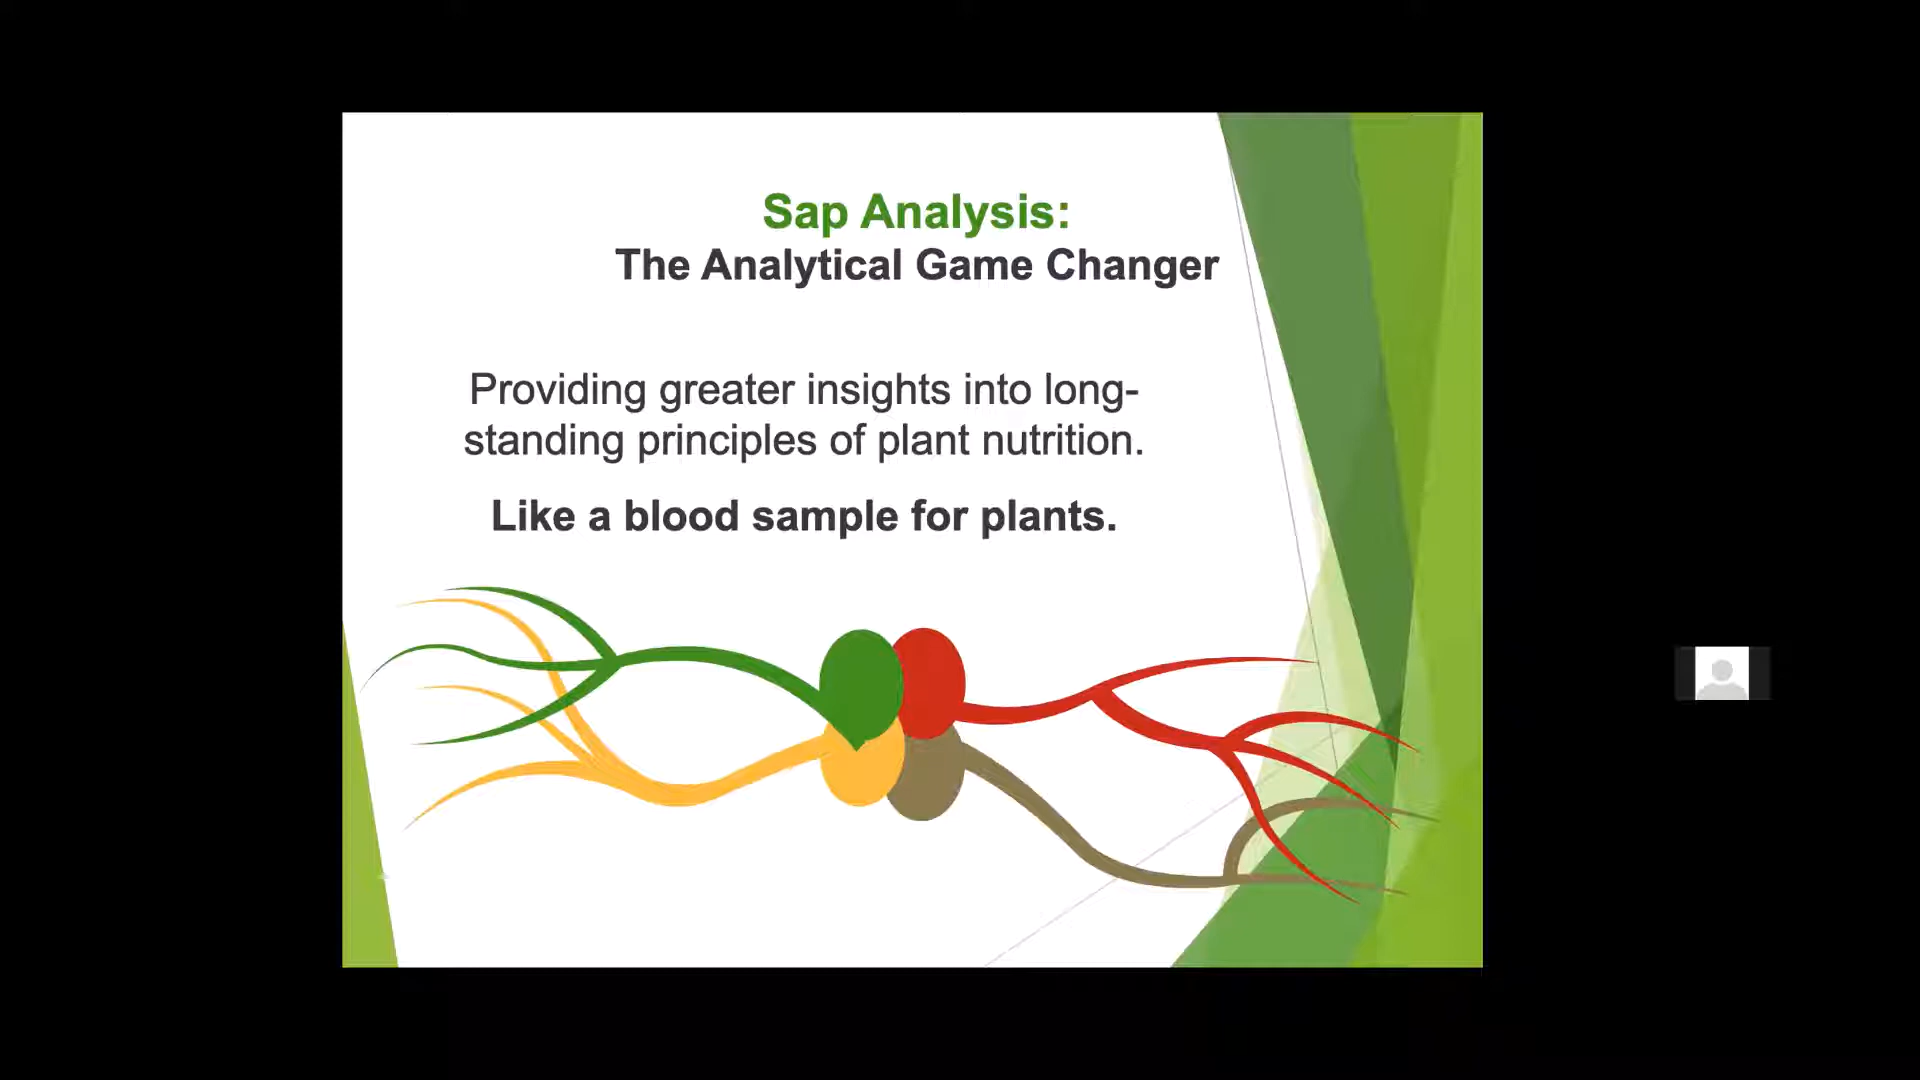 Sap Analysis:
The Analytical Game Changer
Providing greater insights into long-
standing principles of plant nutrition.
Like a blood sample for plants.